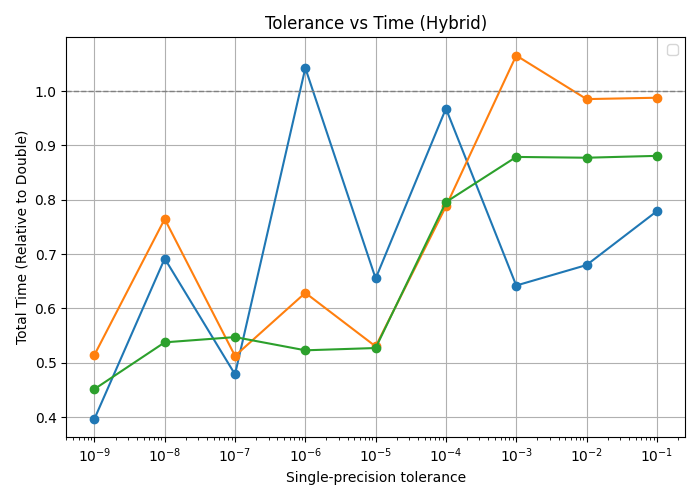 Tolerance vs Time (Hybrid)
Total Time (Relative to Double)
1.0
0.9
0.8
0.7
0.6
0.5
0.4
10⁻⁹ 10⁻⁸ 10⁻⁷ 10⁻⁶ 10⁻⁵ 10⁻⁴ 10⁻³ 10⁻² 10⁻¹
Single-precision tolerance